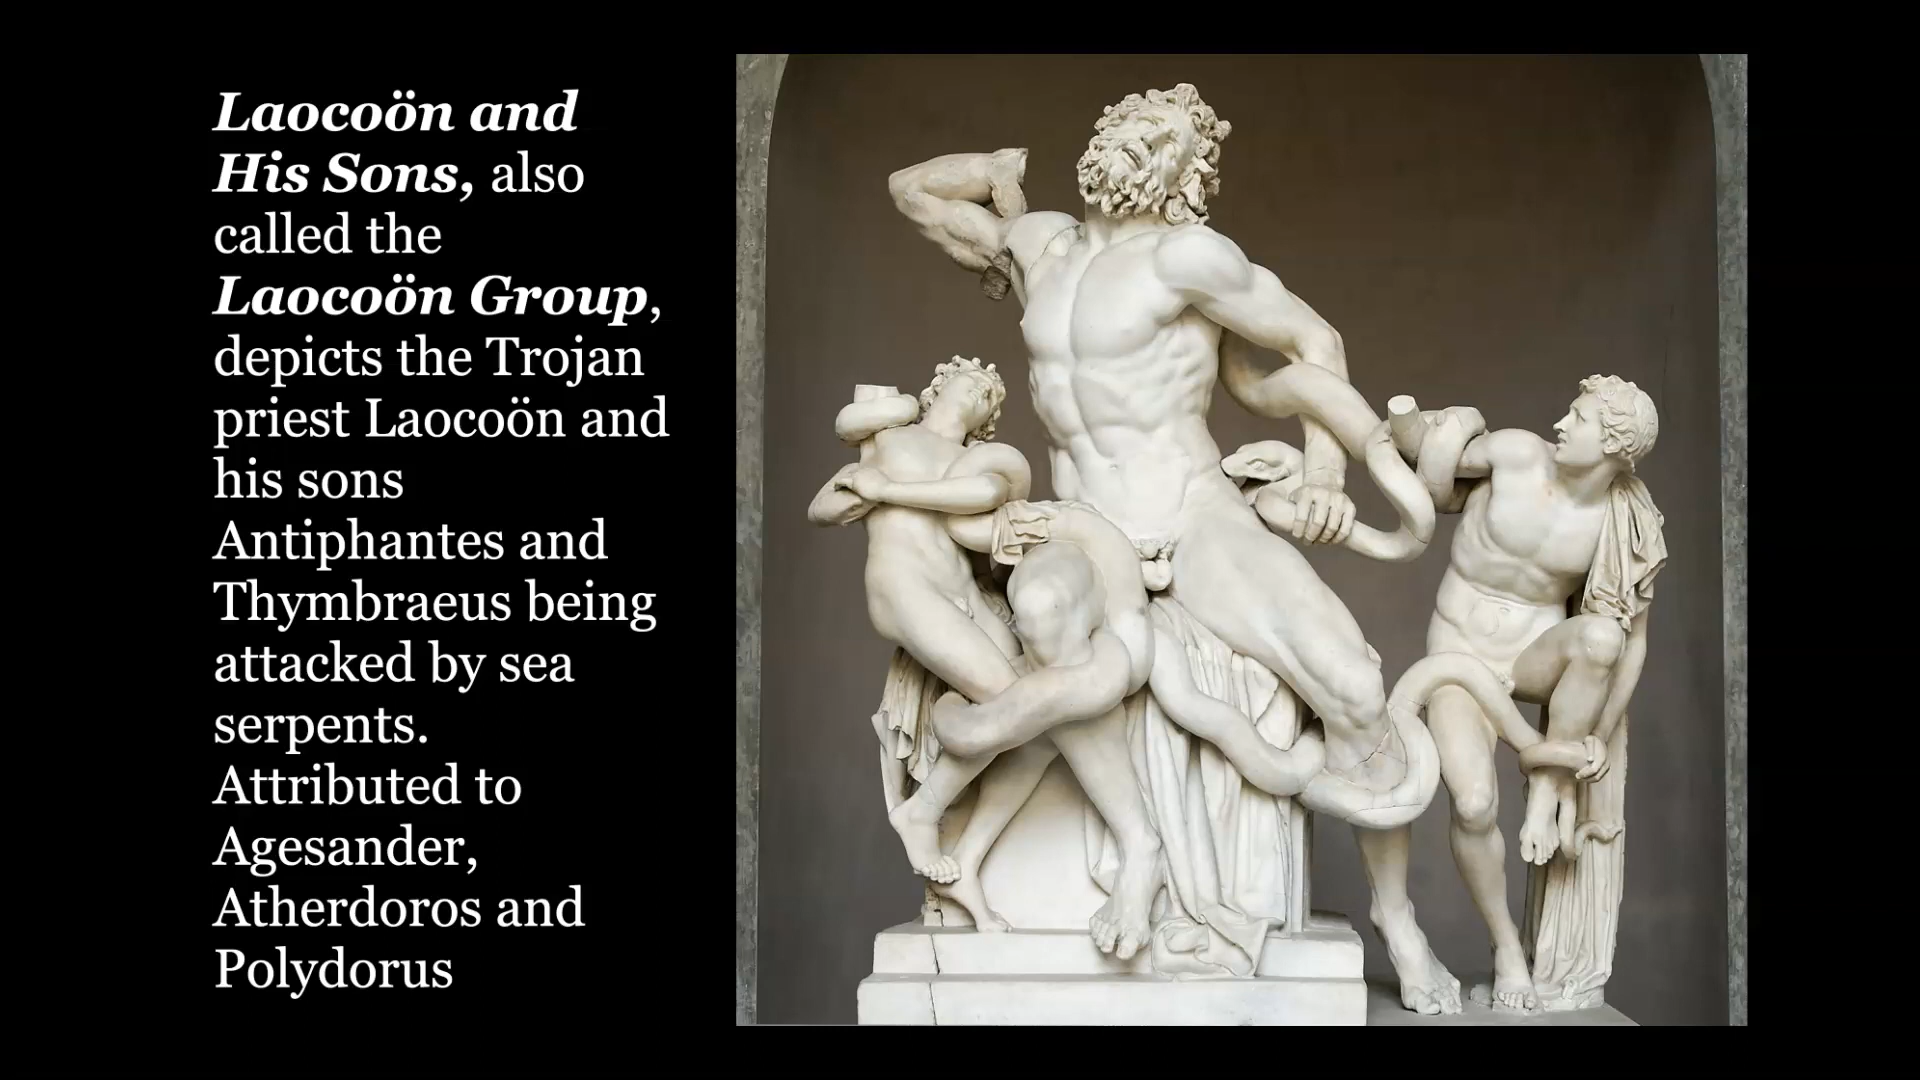 Laocoön and
His Sons, also
called the
Laocoön Group,
depicts the Trojan
priest Laocoön and
his sons
Antiphantes and
Thymbraeus being
attacked by sea
serpents.
Attributed to
Agesander,
Atherdoros and
Polydorus